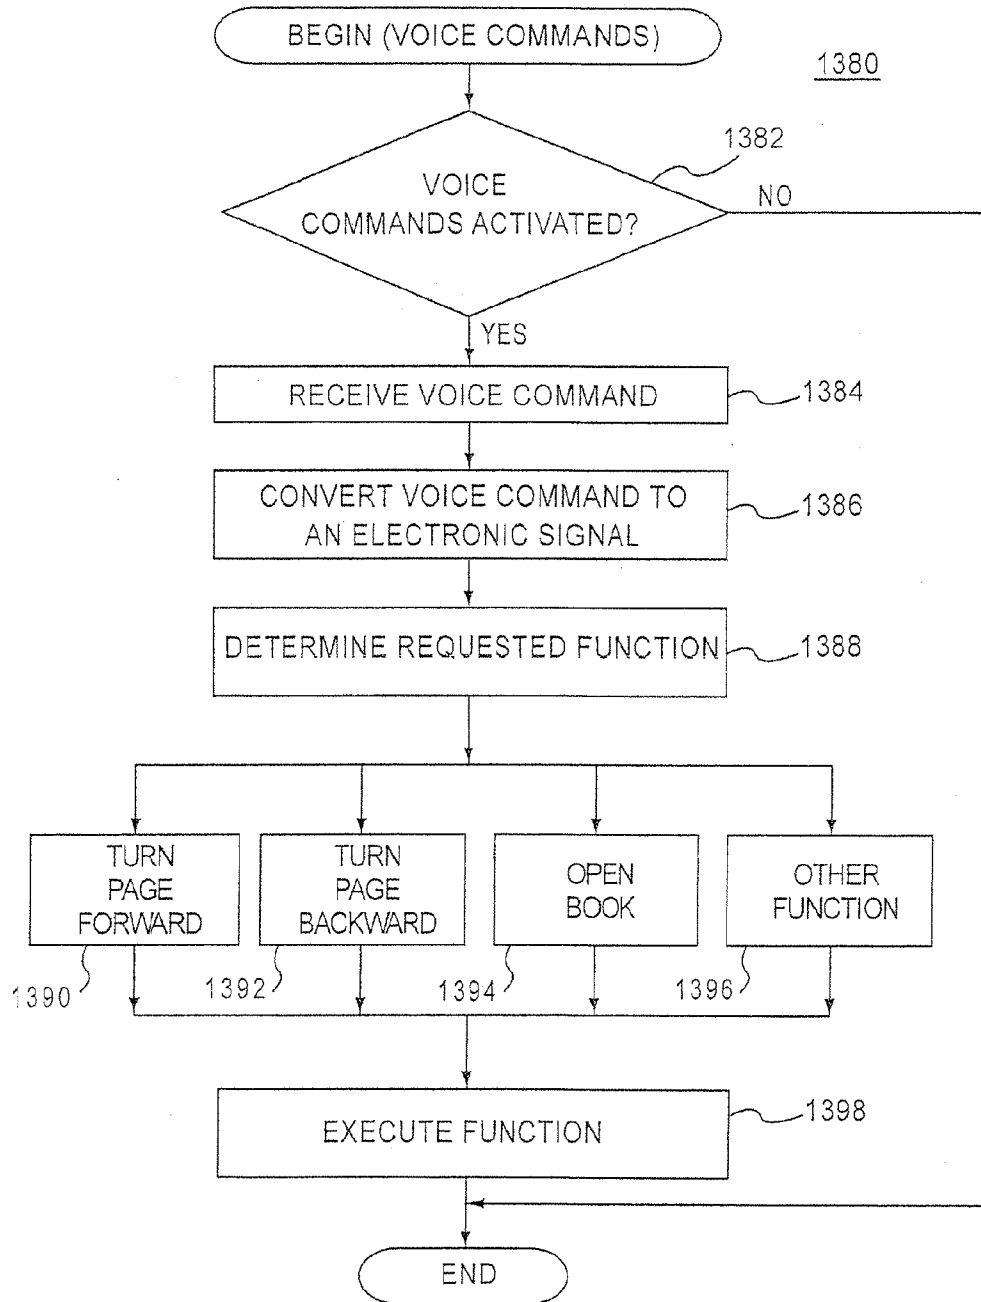 BEGIN (VOICE COMMANDS)
1380
1382
VOICE
COMMANDS ACTIVATED?
NO
YES
RECEIVE VOICE COMMAND
1384
CONVERT VOICE COMMAND TO
AN ELECTRONIC SIGNAL
1386
DETERMINE REQUESTED FUNCTION
1388
TURN
PAGE
FORWARD
TURN
PAGE
BACKWARD
OPEN
BOOK
OTHER
FUNCTION
1390
1392
1394
1396
EXECUTE FUNCTION
1398
END